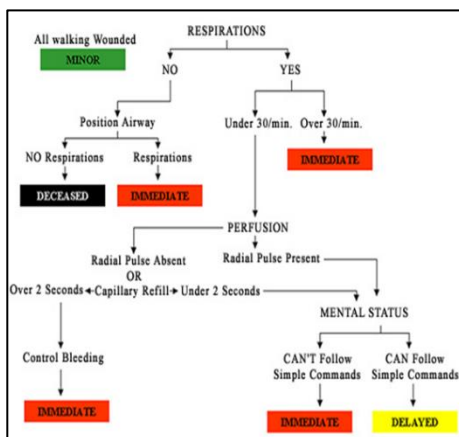 RESPIRATIONS
All walking Wounded
MINOR
NO
YES
Position Airway
Under 30/min.
Over 30/min.
NO Respirations
Respirations
IMMEDIATE
DECEASED
IMMEDIATE
PERFUSION
Radial Pulse Absent
Radial Pulse Present
OR
Over 2 Seconds
Capillary Refill
Under 2 Seconds
MENTAL STATUS
Control Bleeding
CAN'T Follow
Simple Commands
CAN Follow
Simple Commands
IMMEDIATE
IMMEDIATE
DELAYED